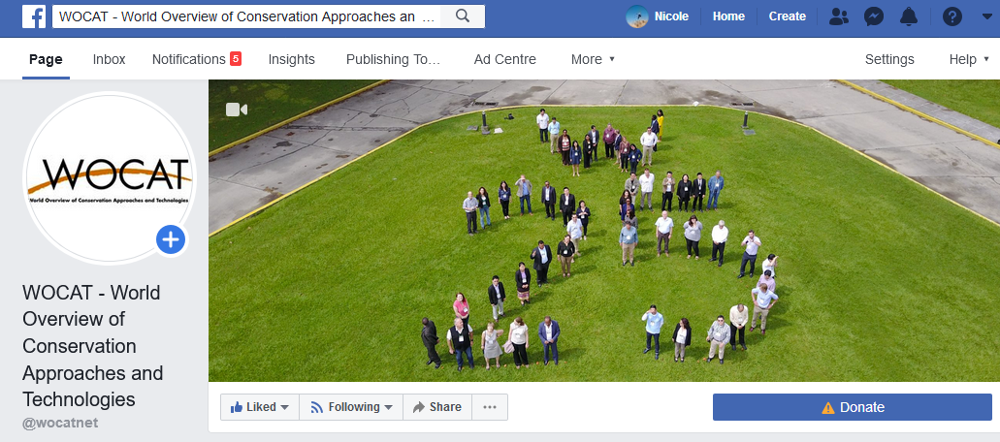 WOCAT - World Overview of Conservation Approaches an ...
Nicole
Home
Create
Page
Inbox
Notifications 5
Insights
Publishing To...
Ad Centre
More
Settings
Help
WOCAT
World Overview of Conservation Approaches and Technologies
WOCAT - World
Overview of
Conservation
Approaches and
Technologies
@wocatnet
Liked
Following
Share
...
Donate